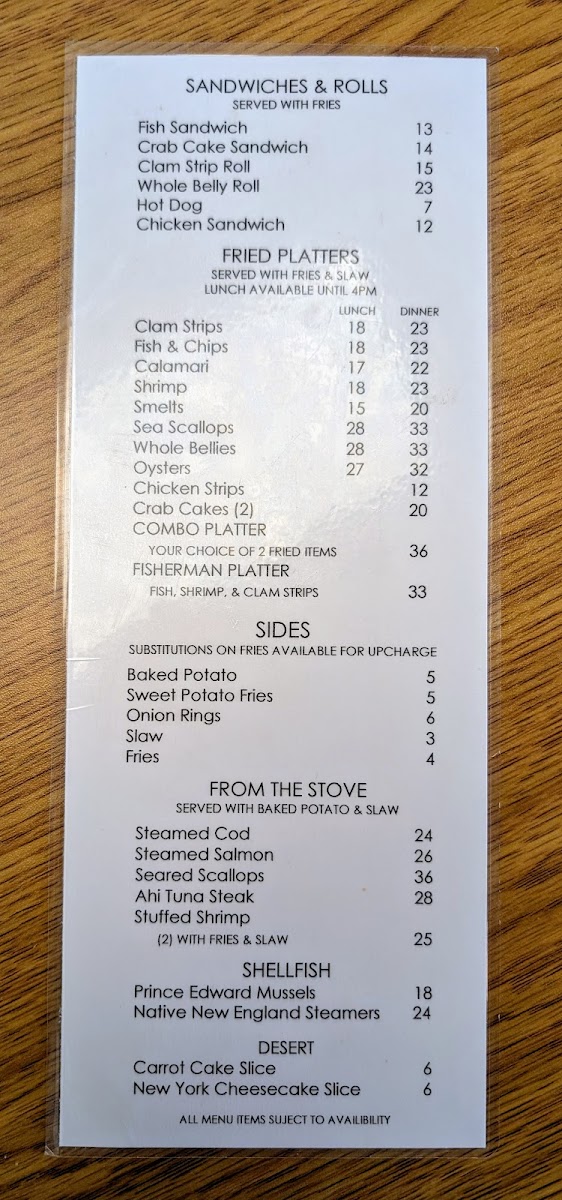 SANDWICHES & ROLLS
SERVED WITH FRIES
Fish Sandwich 13
Crab Cake Sandwich 14
Clam Strip Roll 15
Whole Belly Roll 23
Hot Dog 7
Chicken Sandwich 12
FRIED PLATTERS
SERVED WITH FRIES & SLAW
LUNCH AVAILABLE UNTIL 4PM
LUNCH DINNER
Clam Strips 18 23
Fish & Chips 18 23
Calamari 17 22
Shrimp 18 23
Smelts 15 20
Sea Scallops 28 33
Whole Bellies 28 33
Oysters 27 32
Chicken Strips 12
Crab Cakes (2) 20
COMBO PLATTER
YOUR CHOICE OF 2 FRIED ITEMS 36
FISHERMAN PLATTER
FISH, SHRIMP, & CLAM STRIPS 33
SIDES
SUBSTITUTIONS ON FRIES AVAILABLE FOR UPCHARGE
Baked Potato 5
Sweet Potato Fries 5
Onion Rings 6
Slaw 3
Fries 4
FROM THE STOVE
SERVED WITH BAKED POTATO & SLAW
Steamed Cod 24
Steamed Salmon 26
Seared Scallops 36
Ahi Tuna Steak 28
Stuffed Shrimp
(2) WITH FRIES & SLAW 25
SHELLFISH
Prince Edward Mussels 18
Native New England Steamers 24
DESERT
Carrot Cake Slice 6
New York Cheesecake Slice 6
ALL MENU ITEMS SUJECT TO AVAILIBILITY